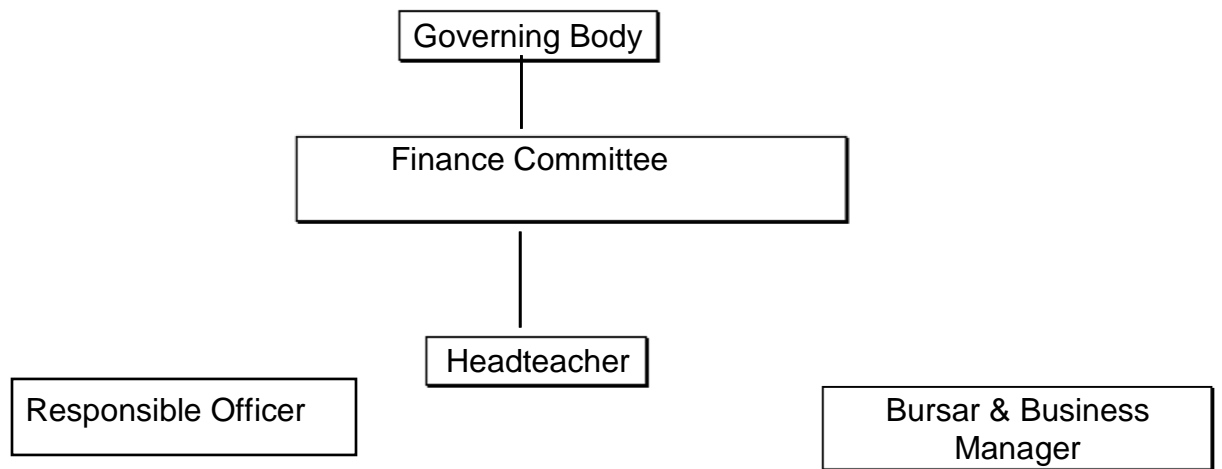 Governing Body
Finance Committee
Headteacher
Responsible Officer
Bursar & Business
Manager